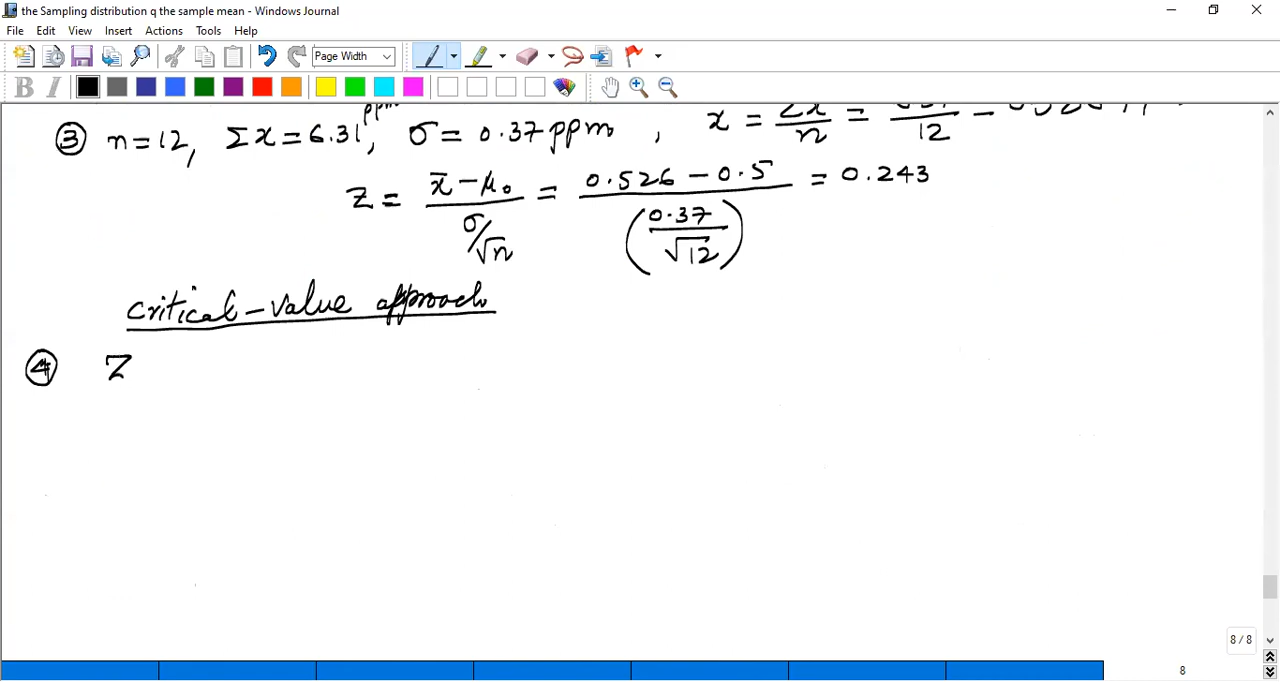 the Sampling distribution q the sample mean - Windows Journal
File Edit View Insert Actions Tools Help
Page Width
B I
③ n=12, Σx=6.31 ppm, σ = 0.37 ppm, x = Σx/n = /12 =
Z = (x̄ - μ₀)/(σ/√n) = (0.526 - 0.5)/(0.37/√12) = 0.243
critical-value approach
④ Z
8 / 8
8